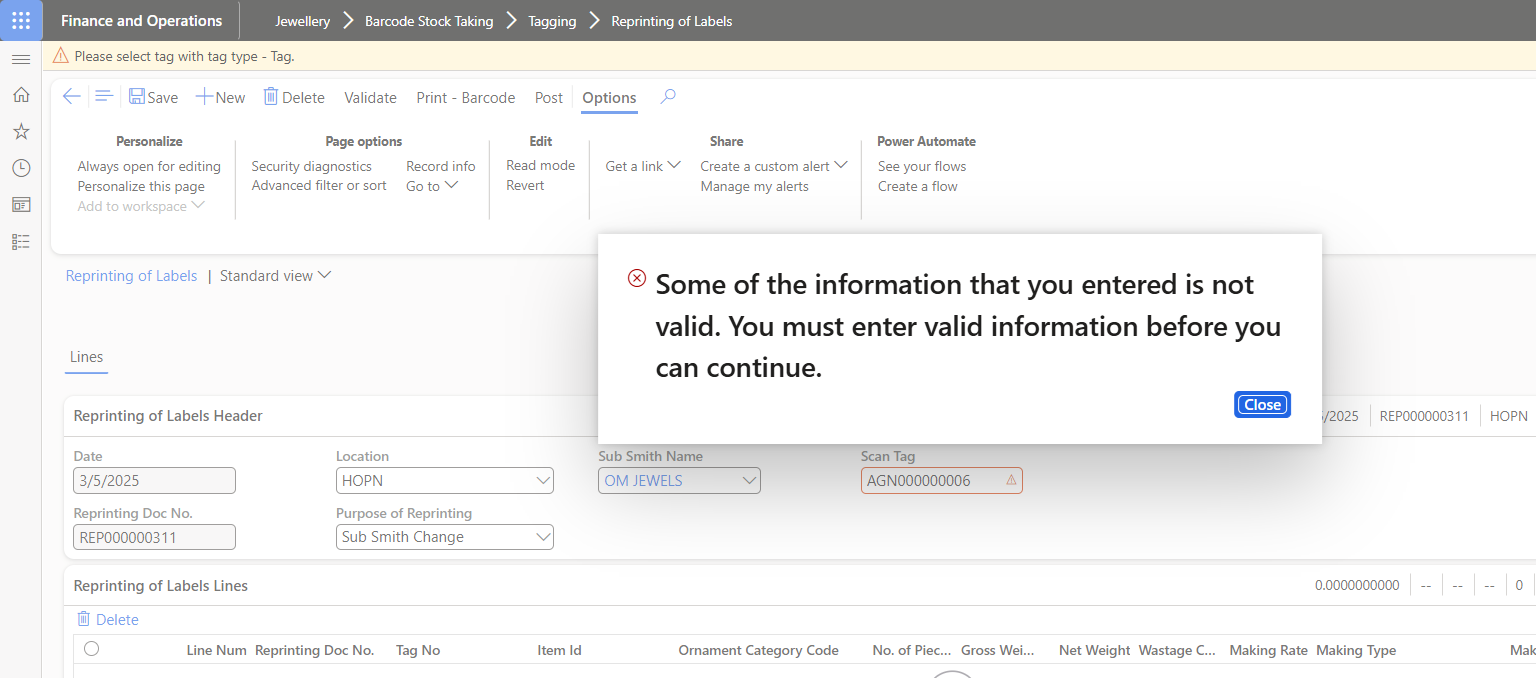 Finance and Operations Jewellery Barcode Stock Taking Tagging Reprinting of Labels
Please select tag with tag type - Tag.
Save New Delete Validate Print - Barcode Post Options
Personalize Page options Edit Share Power Automate
Always open for editing Security diagnostics Record info Read mode Get a link Create a custom alert See your flows
Personalize this page Advanced filter or sort Go to Revert Manage my alerts Create a flow
Add to workspace
Some of the information that you entered is not
valid. You must enter valid information before you
can continue.
Close
Reprinting of Labels | Standard view
Lines
Reprinting of Labels Header /2025 REP000000311 HOPN
Date Location Sub Smith Name Scan Tag
3/5/2025 HOPN OM JEWELS AGN000000006
Reprinting Doc No. Purpose of Reprinting
REP000000311 Sub Smith Change
Reprinting of Labels Lines 0.0000000000 -- -- -- 0
Delete
Line Num Reprinting Doc No. Tag No Item Id Ornament Category Code No. of Piec... Gross Wei... Net Weight Wastage C... Making Rate Making Type Mak